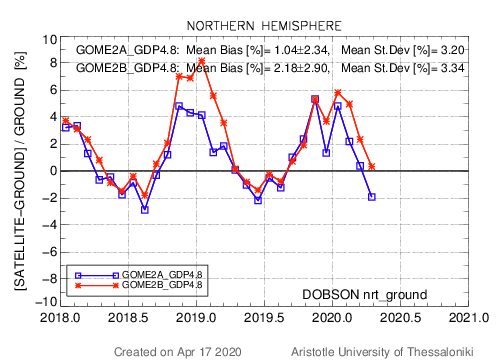 NORTHERN HEMISPHERE
GOME2A_GDP4.8: Mean Bias [%]= 1.04±2.34, Mean St.Dev [%]= 3.20
GOME2B_GDP4.8: Mean Bias [%]= 2.18±2.90, Mean St.Dev [%]= 3.34
[SATELLITE-GROUND]/ GROUND [%]
10
8
6
4
2
0
-2
-4
-6
-8
-10
GOME2A_GDP4.8
GOME2B_GDP4.8
DOBSON nrt_ground
2018.0 2018.5 2019.0 2019.5 2020.0 2020.5 2021.0
Created on Apr 17 2020 Aristotle University of Thessaloniki